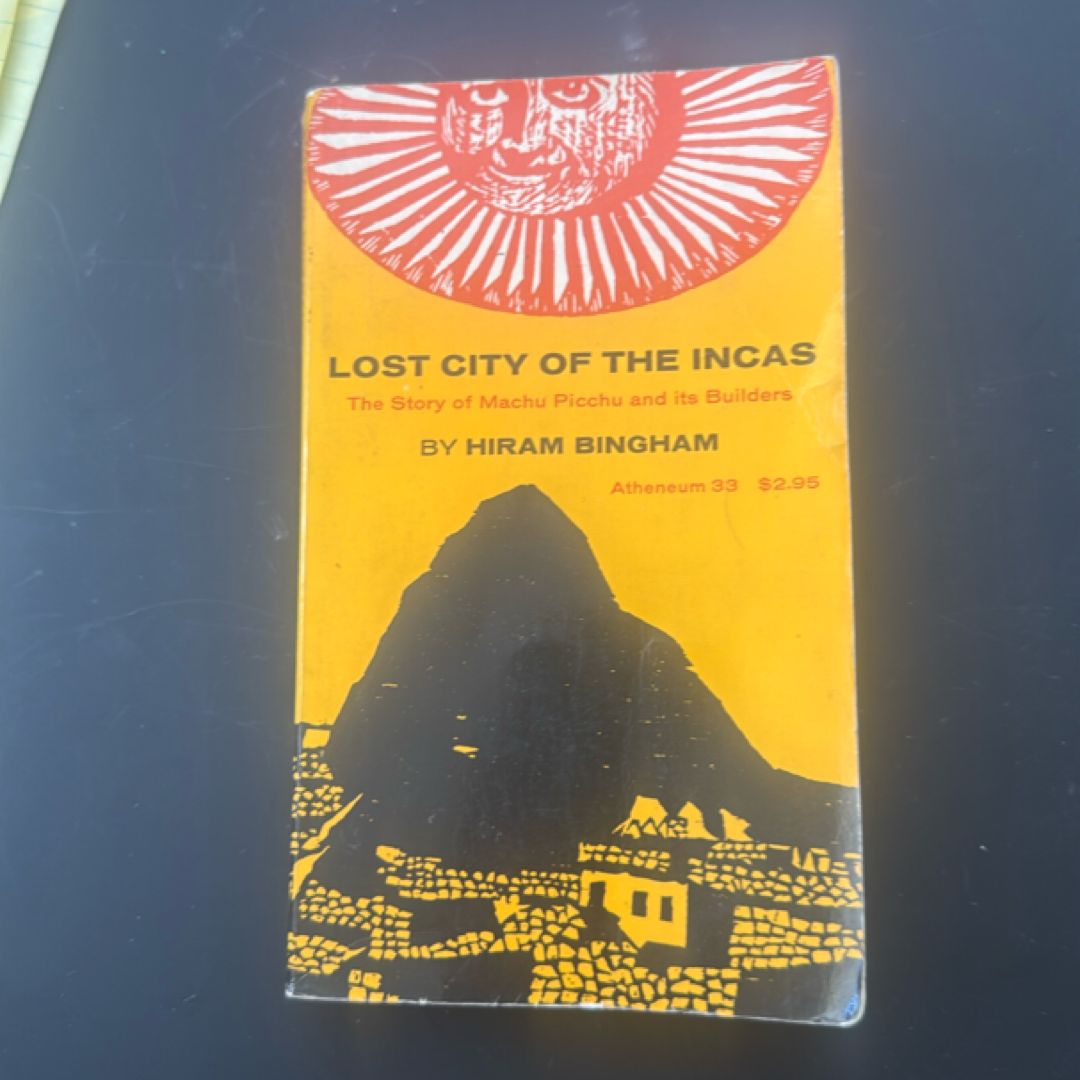 LOST CITY OF THE INCAS
The Story of Machu Picchu and its Builders
BY HIRAM BINGHAM
Atheneum 33 $2.95